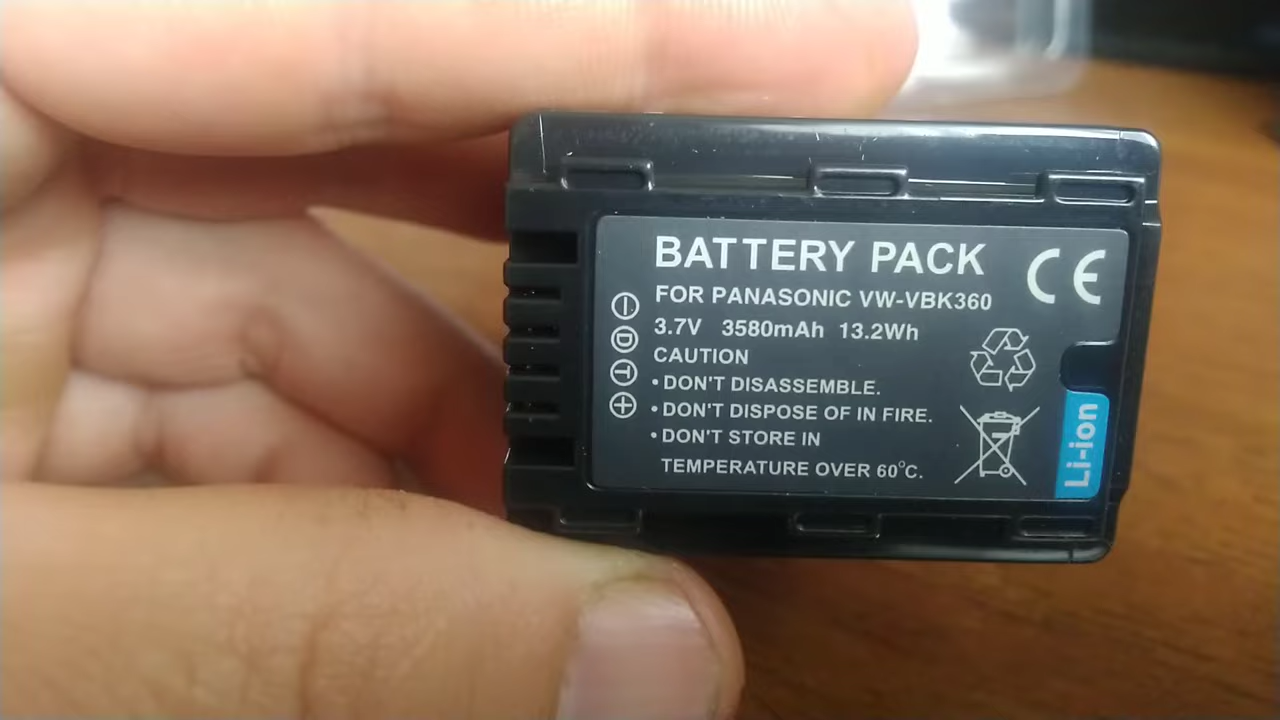 BATTERY PACK
CE
FOR PANASONIC VW-VBK360
3.7V 3580mAh 13.2Wh
CAUTION
• DON'T DISASSEMBLE.
• DON'T DISPOSE OF IN FIRE.
• DON'T STORE IN
TEMPERATURE OVER 60°C.
− D T +
Li-ion